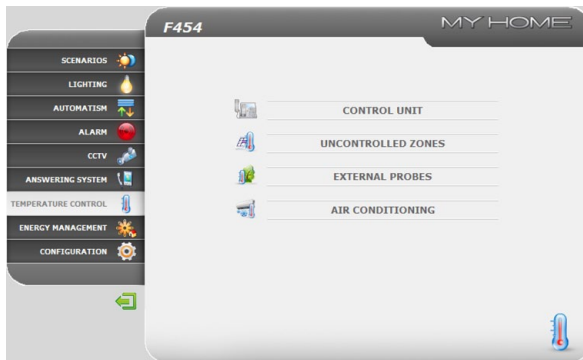 F454
MY HOME
SCENARIOS
LIGHTING
AUTOMATISM
ALARM
CCTV
ANSWERING SYSTEM
TEMPERATURE CONTROL
ENERGY MANAGEMENT
CONFIGURATION
CONTROL UNIT
UNCONTROLLED ZONES
EXTERNAL PROBES
AIR CONDITIONING